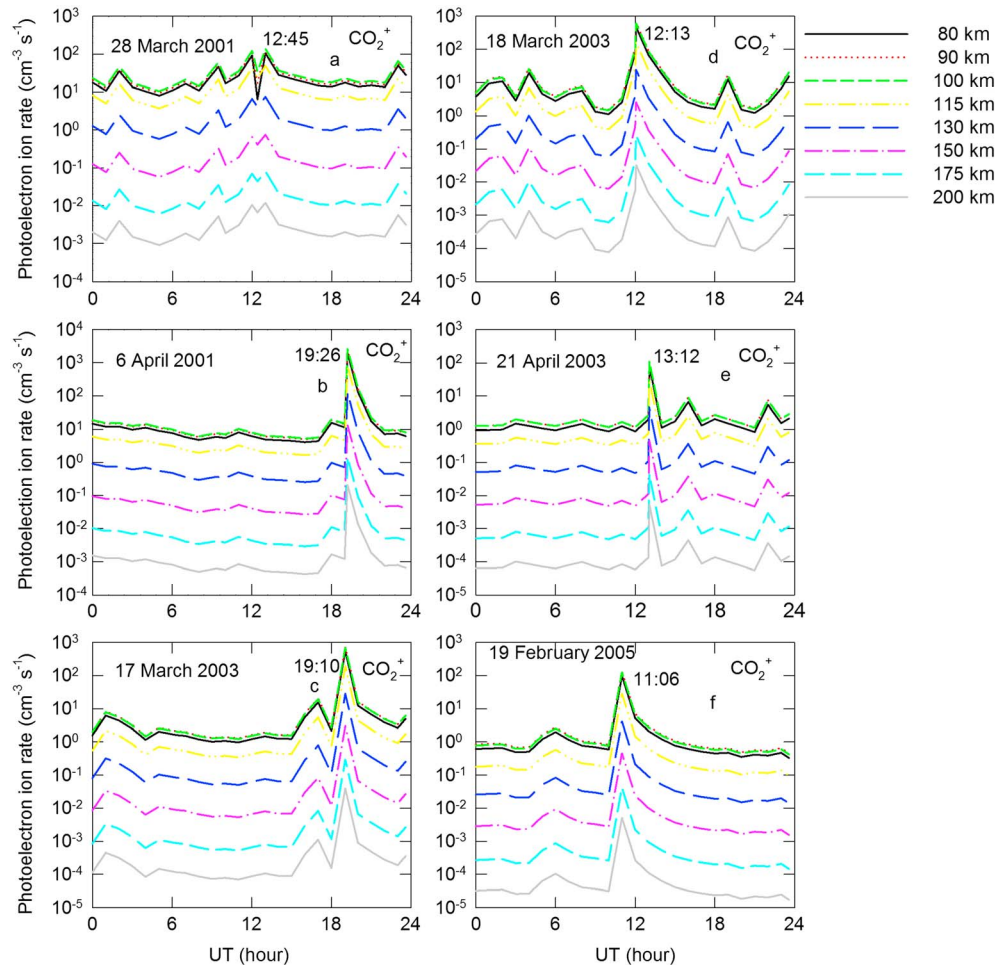 Photoelectron ion rate (cm⁻³ s⁻¹)
10⁴
10³
10²
10¹
10⁰
10⁻¹
10⁻²
10⁻³
10⁻⁴
28 March 2001
12:45
CO₂⁺
a
0 6 12 18 24
10³
10²
10¹
10⁰
10⁻¹
10⁻²
10⁻³
10⁻⁴
10⁻⁵
18 March 2003
12:13
CO₂⁺
d
0 6 12 18 24
80 km
90 km
100 km
115 km
130 km
150 km
175 km
200 km
Photoelectron ion rate (cm⁻³ s⁻¹)
10⁴
10³
10²
10¹
10⁰
10⁻¹
10⁻²
10⁻³
10⁻⁴
6 April 2001
19:26
CO₂⁺
b
0 6 12 18 24
10³
10²
10¹
10⁰
10⁻¹
10⁻²
10⁻³
10⁻⁴
10⁻⁵
21 April 2003
13:12
CO₂⁺
e
0 6 12 18 24
Photoelectron ion rate (cm⁻³ s⁻¹)
10³
10²
10¹
10⁰
10⁻¹
10⁻²
10⁻³
10⁻⁴
10⁻⁵
17 March 2003
19:10
CO₂⁺
c
0 6 12 18 24
UT (hour)
10³
10²
10¹
10⁰
10⁻¹
10⁻²
10⁻³
10⁻⁴
10⁻⁵
19 February 2005
11:06
CO₂⁺
f
0 6 12 18 24
UT (hour)